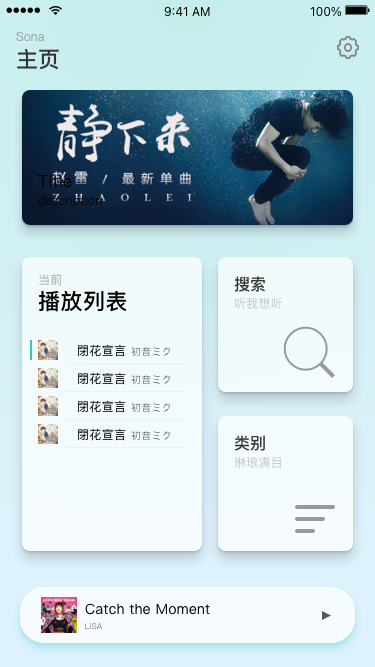 9:41 AM
100%
Sona
主页
静下来
赵雷 / 最新单曲
ZHAOLEI
Title
description
当前
播放列表
閉花宣言 初音ミク
閉花宣言 初音ミク
閉花宣言 初音ミク
閉花宣言 初音ミク
搜索
听我想听
类别
琳琅满目
Catch the Moment
LiSA